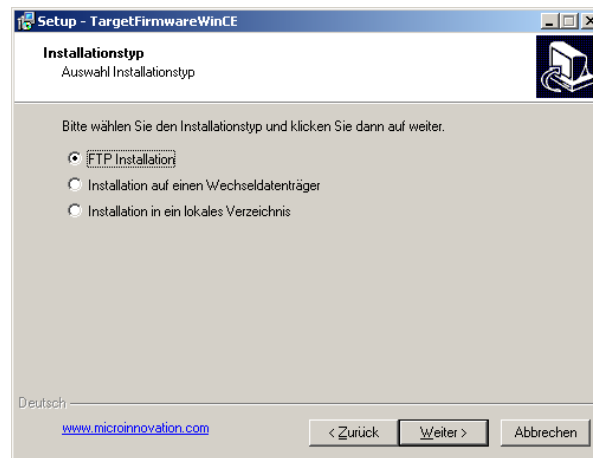 Setup - TargetFirmwareWinCE
Installationstyp
Auswahl Installationstyp
Bitte wählen Sie den Installationstyp und klicken Sie dann auf weiter.
FTP Installation
Installation auf einen Wechseldatenträger
Installation in ein lokales Verzeichnis
Deutsch
www.microinnovation.com
< Zurück
Weiter >
Abbrechen